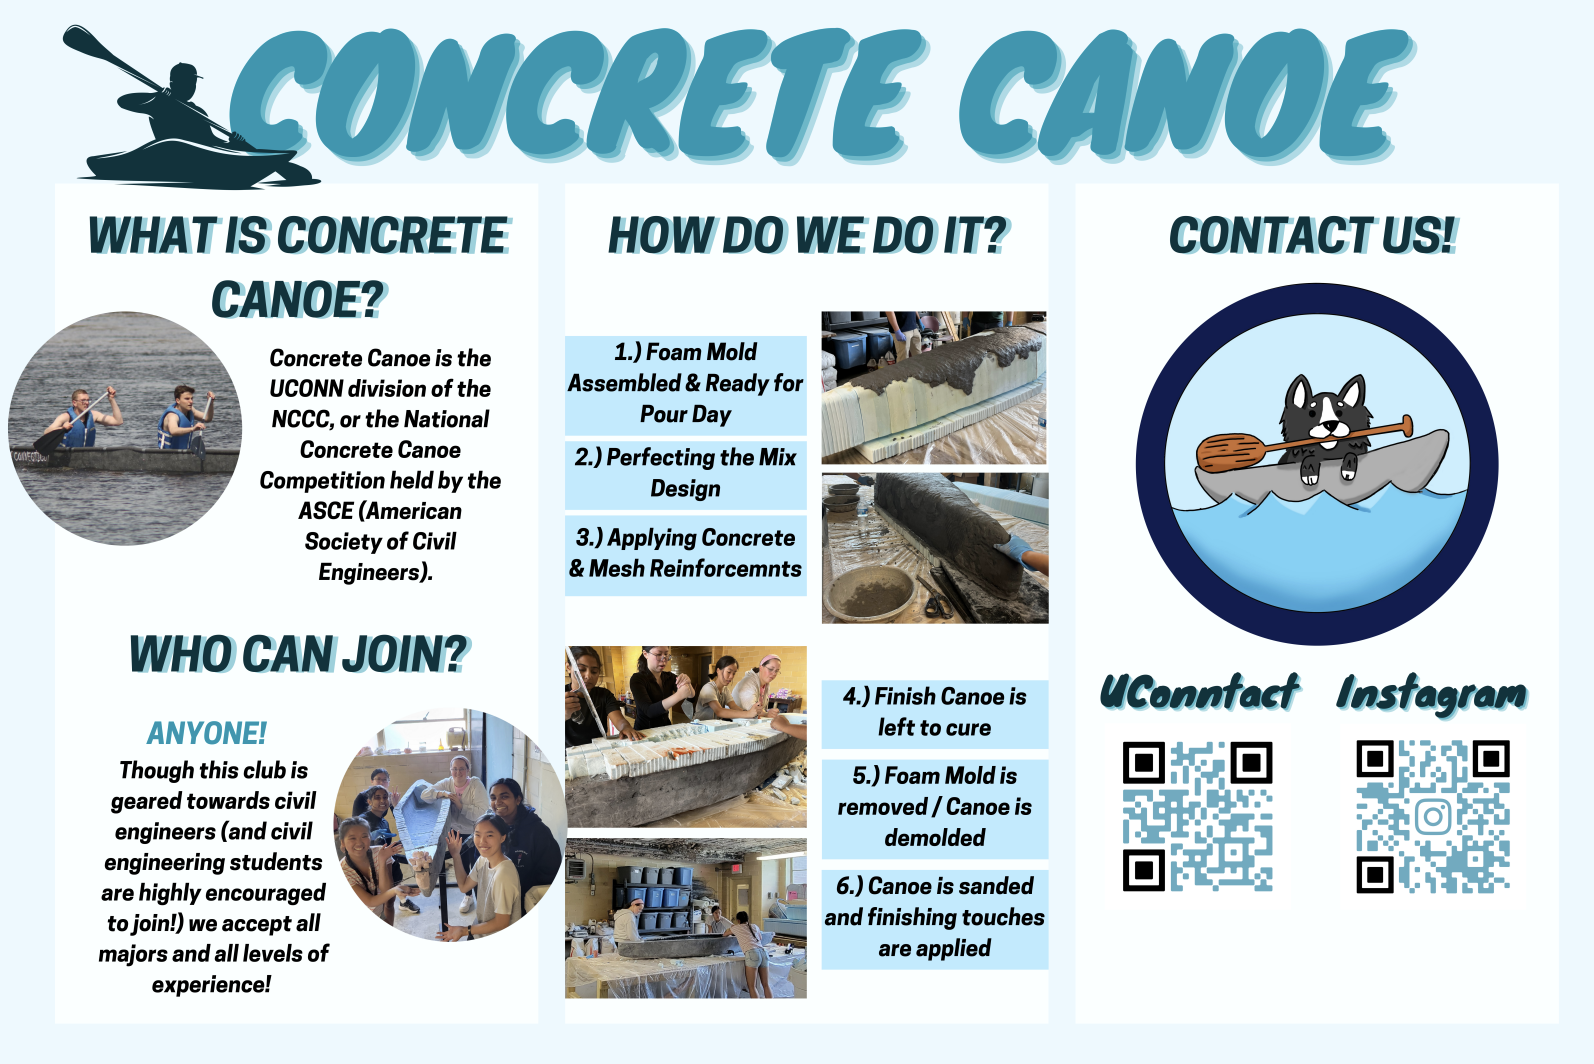 CONCRETE CANOE
WHAT IS CONCRETE
CANOE?
Concrete Canoe is the
UCONN division of the
NCCC, or the National
Concrete Canoe
Competition held by the
ASCE (American
Society of Civil
Engineers).
WHO CAN JOIN?
ANYONE!
Though this club is
geared towards civil
engineers (and civil
engineering students
are highly encouraged
to join!) we accept all
majors and all levels of
experience!
HOW DO WE DO IT?
1.) Foam Mold
Assembled & Ready for
Pour Day
2.) Perfecting the Mix
Design
3.) Applying Concrete
& Mesh Reinforcemnts
4.) Finish Canoe is
left to cure
5.) Foam Mold is
removed / Canoe is
demolded
6.) Canoe is sanded
and finishing touches
are applied
CONTACT US!
UConntact
Instagram